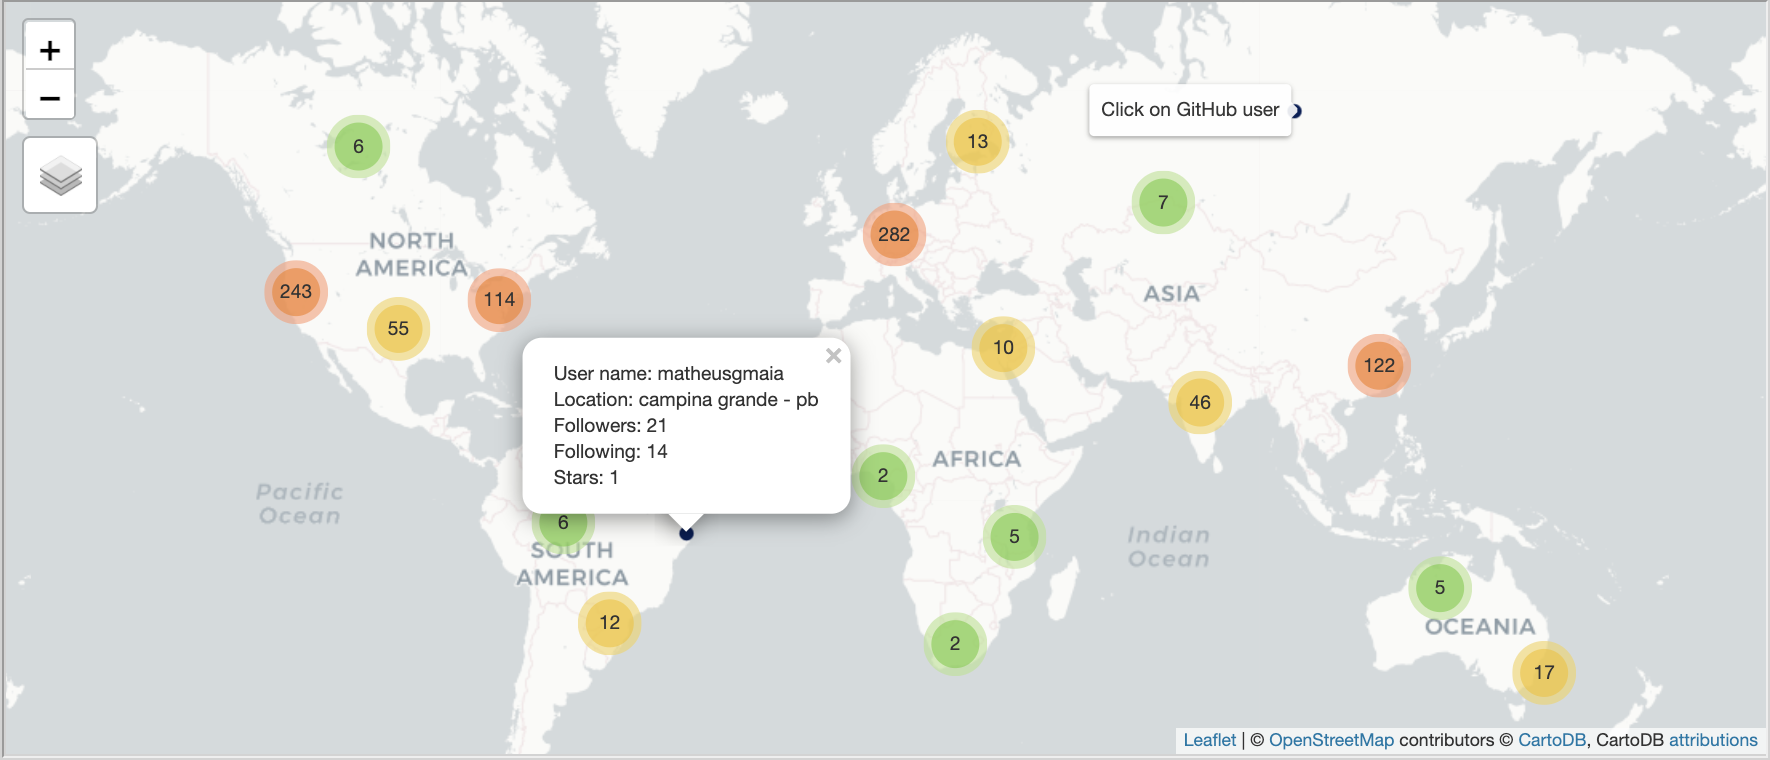 +
−
6
13
Click on GitHub user
7
282
NORTH
AMERICA
243
114
55
ASIA
10
122
46
×
User name: matheusgmaia
Location: campina grande - pb
Followers: 21
Following: 14
Stars: 1
AFRICA
2
Pacific
Ocean
6
5
Indian
Ocean
SOUTH
AMERICA
5
12
OCEANIA
2
17
Leaflet | © OpenStreetMap contributors © CartoDB, CartoDB attributions